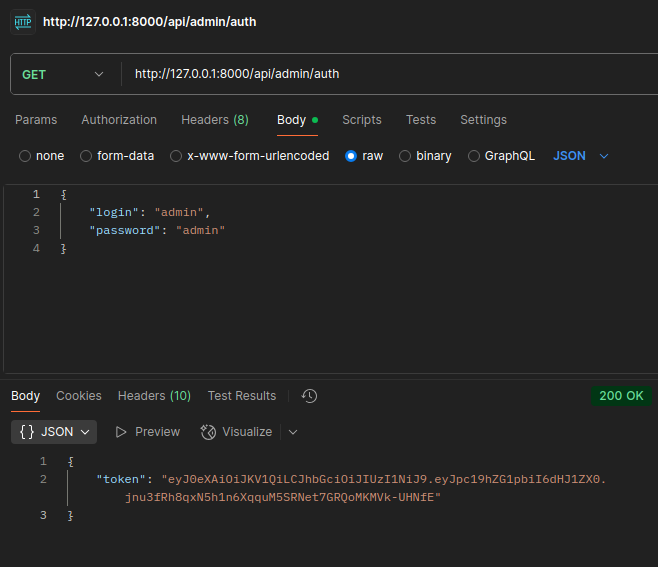 HTTP http://127.0.0.1:8000/api/admin/auth
GET http://127.0.0.1:8000/api/admin/auth
Params Authorization Headers (8) Body Scripts Tests Settings
none form-data x-www-form-urlencoded raw binary GraphQL JSON
1 {
2 "login": "admin",
3 "password": "admin"
4 }
Body Cookies Headers (10) Test Results 200 OK
{} JSON Preview Visualize
1 {
2 "token": "eyJ0eXAiOiJKV1QiLCJhbGciOiJIUzI1NiJ9.eyJpc19hZG1pbiI6dHJ1ZX0.
jnu3fRh8qxN5h1n6XqquM5SRNet7GRQoMKMVk-UHNfE"
3 }